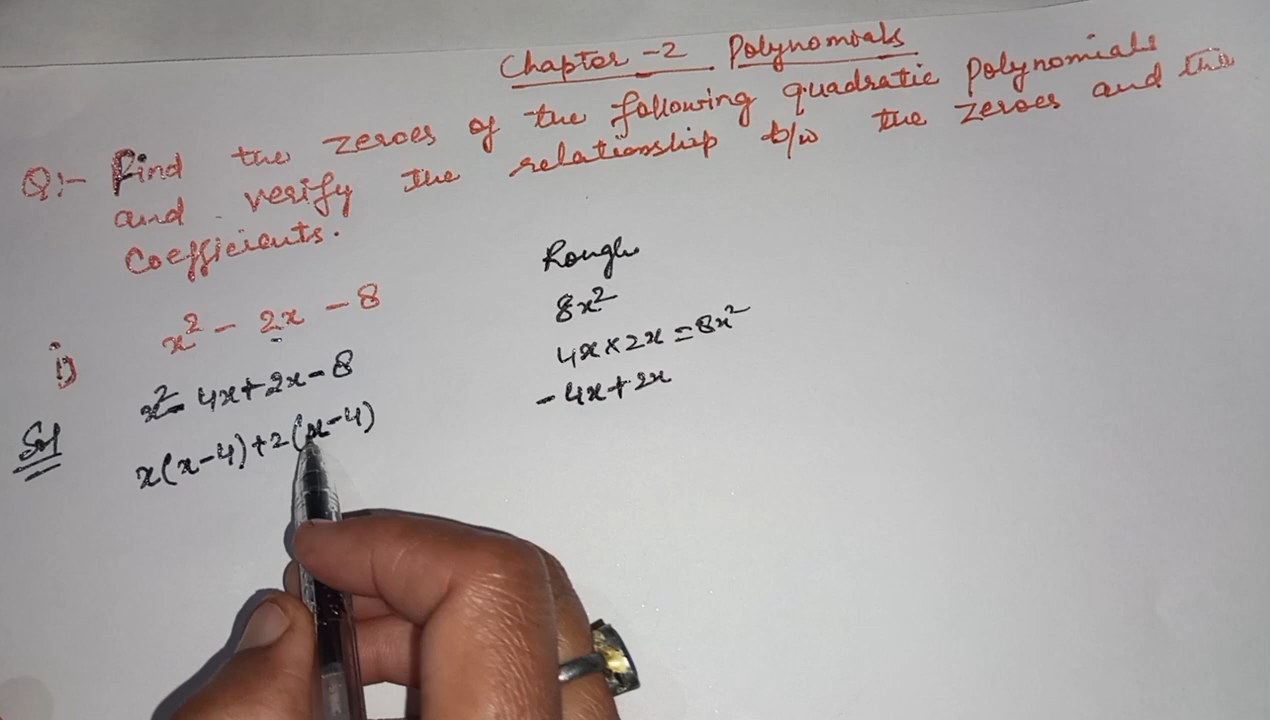 Chapter - 2 Polynomials
Q:- Find the zeroes of the following quadratic polynomials
and verify the relationship b/w the zeroes and the
coefficients.
i) x² - 2x - 8
Sol x² - 4x + 2x - 8
x(x-4) + 2(x-4)
Rough
8x²
4x × 2x = 8x²
- 4x + 2x